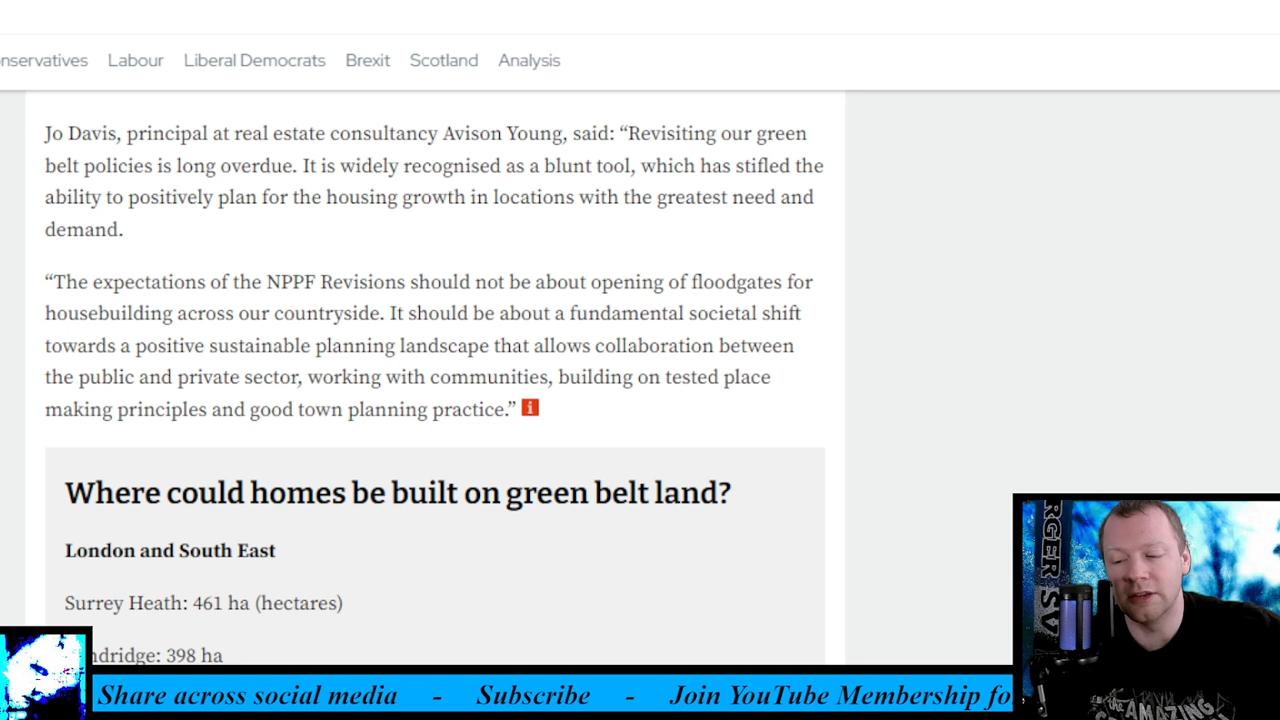 nservatives Labour Liberal Democrats Brexit Scotland Analysis
Jo Davis, principal at real estate consultancy Avison Young, said: “Revisiting our green
belt policies is long overdue. It is widely recognised as a blunt tool, which has stifled the
ability to positively plan for the housing growth in locations with the greatest need and
demand.
“The expectations of the NPPF Revisions should not be about opening of floodgates for
housebuilding across our countryside. It should be about a fundamental societal shift
towards a positive sustainable planning landscape that allows collaboration between
the public and private sector, working with communities, building on tested place
making principles and good town planning practice.” i
Where could homes be built on green belt land?
London and South East
Surrey Heath: 461 ha (hectares)
ndridge: 398 ha
Share across social media - Subscribe - Join YouTube Membership fo
RGER SV
the AMAZING